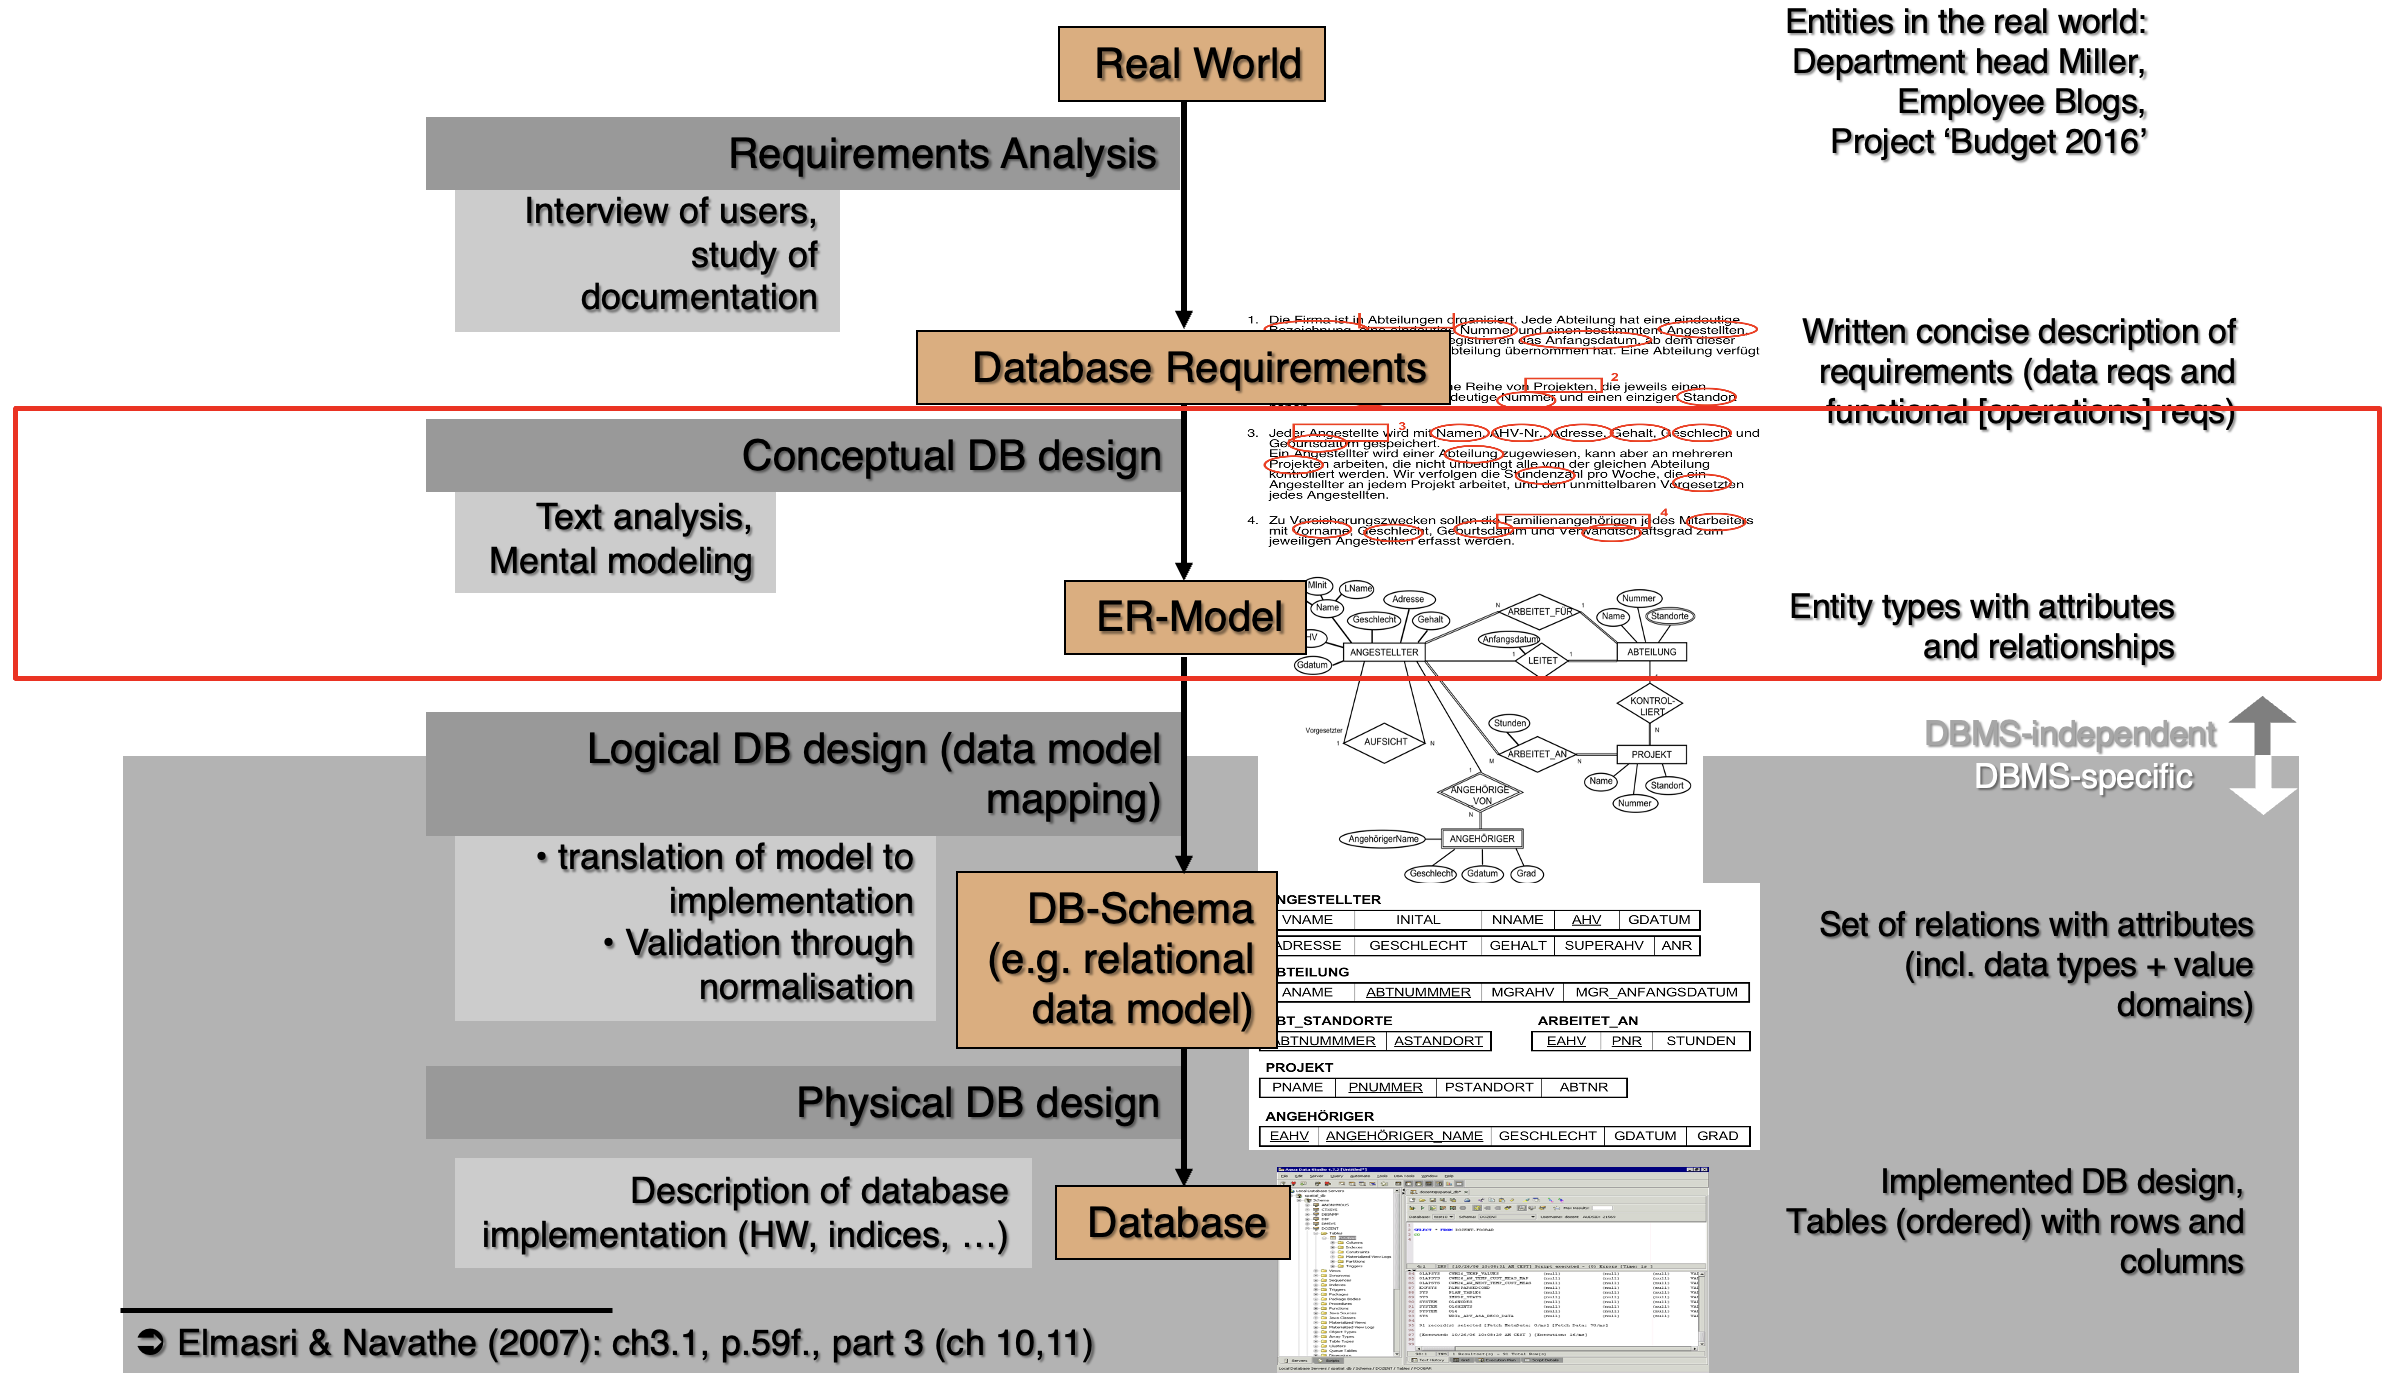 Real World
Entities in the real world:
Department head Miller,
Employee Blogs,
Project ‘Budget 2016’
Requirements Analysis
Interview of users,
study of
documentation
Database Requirements
1. Die Firma ist in Abteilungen organisiert. Jede Abteilung hat eine eindeutige
Nummer und einen bestimmten Angestellten,
das Anfangsdatum, ab dem dieser
übernommen hat. Eine Abteilung verfügt
Reihe von Projekten, die jeweils einen
2
Nummer und einen einzigen Standort
Written concise description of
requirements (data reqs and
functional [operations] reqs)
Conceptual DB design
Text analysis,
Mental modeling
3. Jeder Angestellte wird mit Namen, AHV-Nr., Adresse, Gehalt, Geschlecht und
3
Geburtsdatum gespeichert.
Ein Angestellter wird einer Abteilung zugewiesen, kann aber an mehreren
Projekten arbeiten, die nicht unbedingt alle von der gleichen Abteilung
kontrolliert werden. Wir verfolgen die Stundenzahl pro Woche, die ein
Angestellter an jedem Projekt arbeitet, und den unmittelbaren Vorgesetzten
jedes Angestellten.
4. Zu Versicherungszwecken sollen die Familienangehörigen jedes Mitarbeiters
4
mit Vorname, Geschlecht, Geburtsdatum und Verwandtschaftsgrad zum
jeweiligen Angestellten erfasst werden.
ER-Model
MInit
LName
Name
Adresse
Geschlecht
Gehalt
Gdatum
ANGESTELLTER
N
ARBEITET_FÜR
1
Anfangsdatum
1
LEITET
1
Nummer
Name
Standorte
ABTEILUNG
Entity types with attributes
and relationships
KONTROL-
LIERT
N
Vorgesetzter
1
AUFSICHT
N
Stunden
M
ARBEITET_AN
N
PROJEKT
Name
Nummer
Standort
1
ANGEHÖRIGE
VON
N
AngehörigerName
ANGEHÖRIGER
Geschlecht
Gdatum
Grad
DBMS-independent
DBMS-specific
Logical DB design (data model
mapping)
• translation of model to
implementation
• Validation through
normalisation
DB-Schema
(e.g. relational
data model)
NGESTELLTER
VNAME INITAL NNAME AHV GDATUM
ADRESSE GESCHLECHT GEHALT SUPERAHV ANR
BTEILUNG
ANAME ABTNUMMMER MGRAHV MGR_ANFANGSDATUM
BT_STANDORTE ARBEITET_AN
ABTNUMMMER ASTANDORT EAHV PNR STUNDEN
PROJEKT
PNAME PNUMMER PSTANDORT ABTNR
ANGEHÖRIGER
EAHV ANGEHÖRIGER_NAME GESCHLECHT GDATUM GRAD
Set of relations with attributes
(incl. data types + value
domains)
Physical DB design
Description of database
implementation (HW, indices, …)
Database
Implemented DB design,
Tables (ordered) with rows and
columns
Elmasri & Navathe (2007): ch3.1, p.59f., part 3 (ch 10,11)